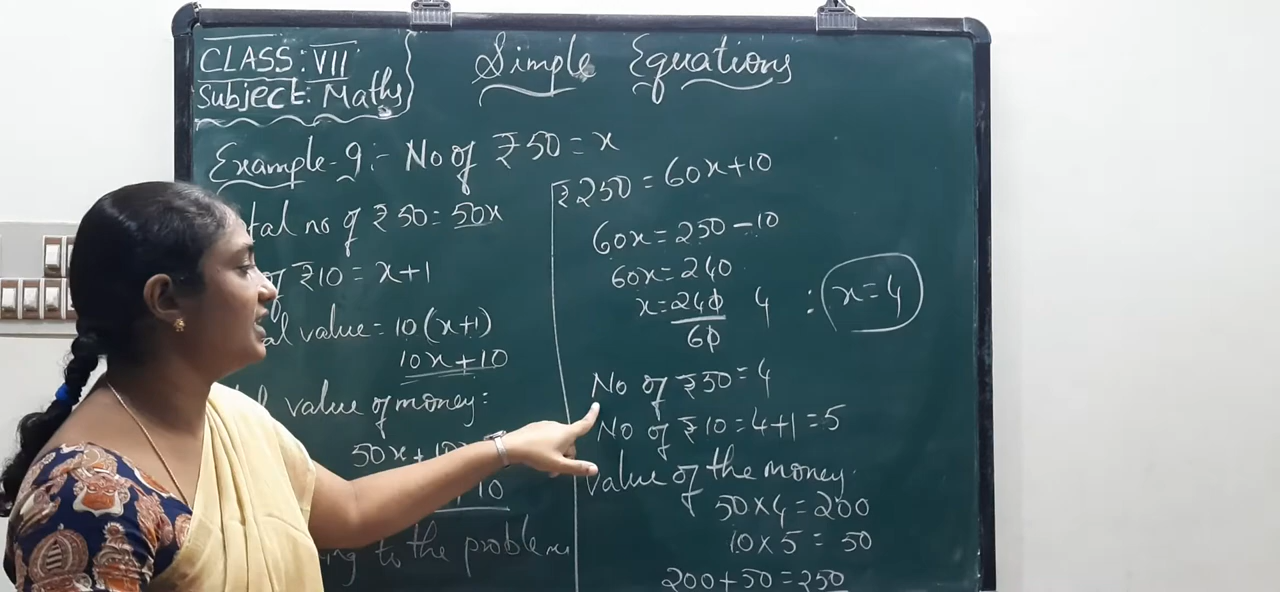 CLASS: VII
Subject: Maths
Simple Equations
Example-9:- No of ₹50 = x
tal no of ₹50 = 50x
of ₹10 = x+1
al value = 10(x+1)
10x+10
value of money:
50x+10
10
ing to the problem
₹250 = 60x+10
60x = 250-10
60x = 240
x = 240 4
60
: x=4
No of ₹50 = 4
No of ₹10 = 4+1 = 5
Value of the money.
50×4 = 200
10×5 = 50
200+50 = 250